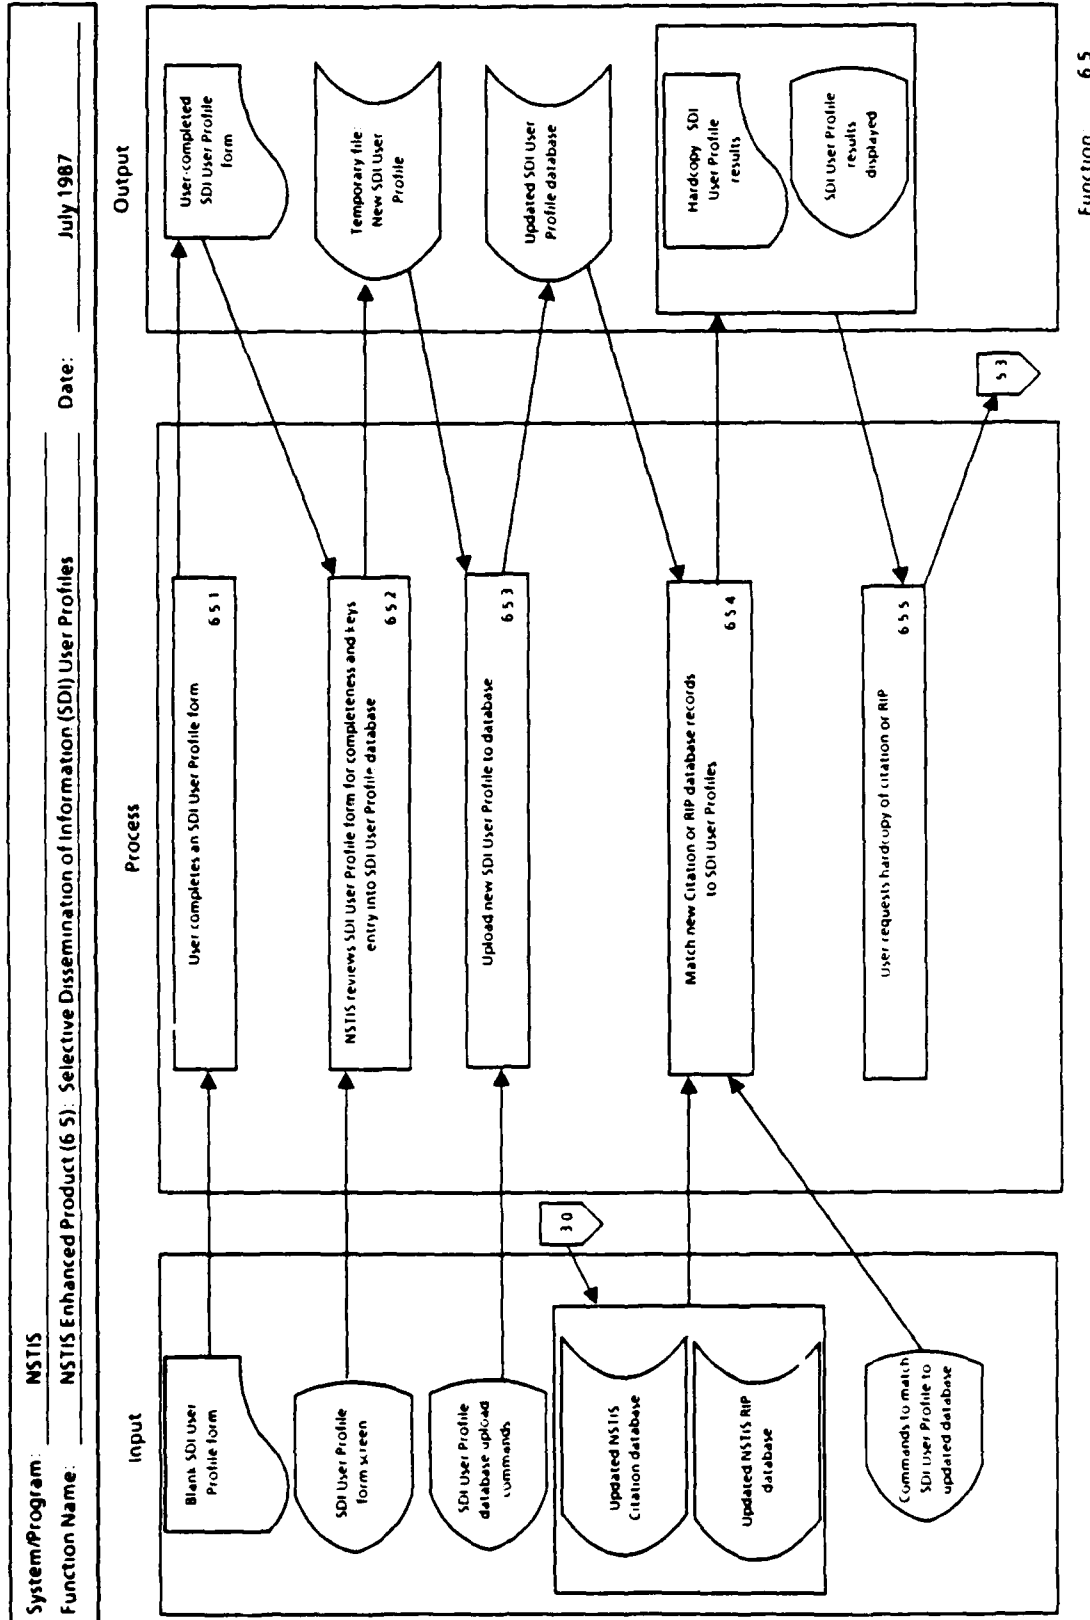 System/Program: NSTIS
Function Name: NSTIS Enhanced Product (6 5): Selective Dissemination of Information (SDI) User Profiles
Date: July 1987
Input
Process
Output
Blank SDI User
Profile form
User completes an SDI User Profile form
6 5 1
User-completed
SDI User Profile
form
SDI User Profile
form screen
NSTIS reviews SDI User Profile form for completeness and keys
entry into SDI User Profile database
6 5 2
Temporary file:
New SDI User
Profile
SDI User Profile
database upload
commands
Upload new SDI User Profile to database
6 5 3
Updated SDI User
Profile database
3 0
Updated NSTIS
Citation database
Updated NSTIS RIP
database
Match new Citation or RIP database records
to SDI User Profiles
6 5 4
Hardcopy SDI
User Profile
results
SDI User Profile
results
displayed
Commands to match
SDI User Profile to
updated database
User requests hardcopy of citation or RIP
6 5 5
5 3
Function: 6 5